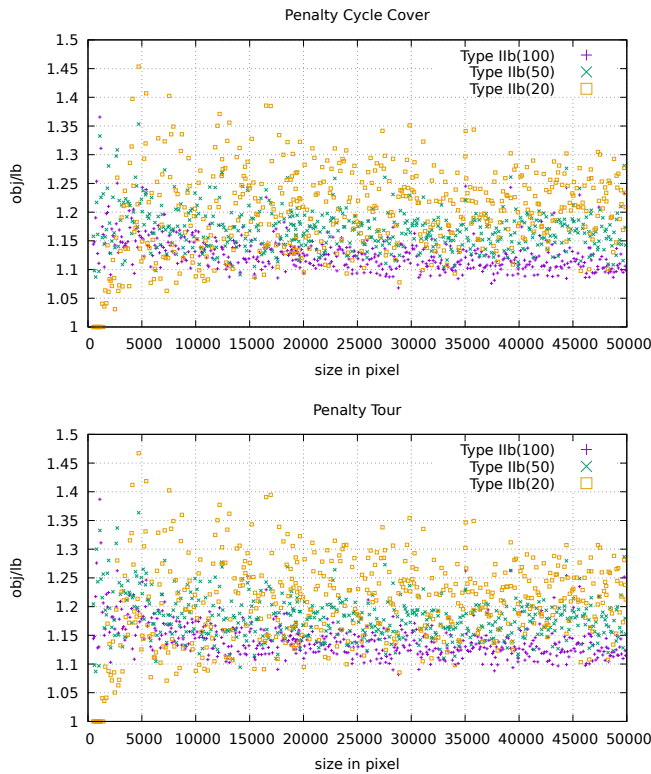 Penalty Cycle Cover
1.5
1.45
1.4
1.35
1.3
1.25
1.2
1.15
1.1
1.05
1
obj/lb
Type IIb(100)
Type IIb(50)
Type IIb(20)
0 5000 10000 15000 20000 25000 30000 35000 40000 45000 50000
size in pixel
Penalty Tour
1.5
1.45
1.4
1.35
1.3
1.25
1.2
1.15
1.1
1.05
1
obj/lb
Type IIb(100)
Type IIb(50)
Type IIb(20)
0 5000 10000 15000 20000 25000 30000 35000 40000 45000 50000
size in pixel